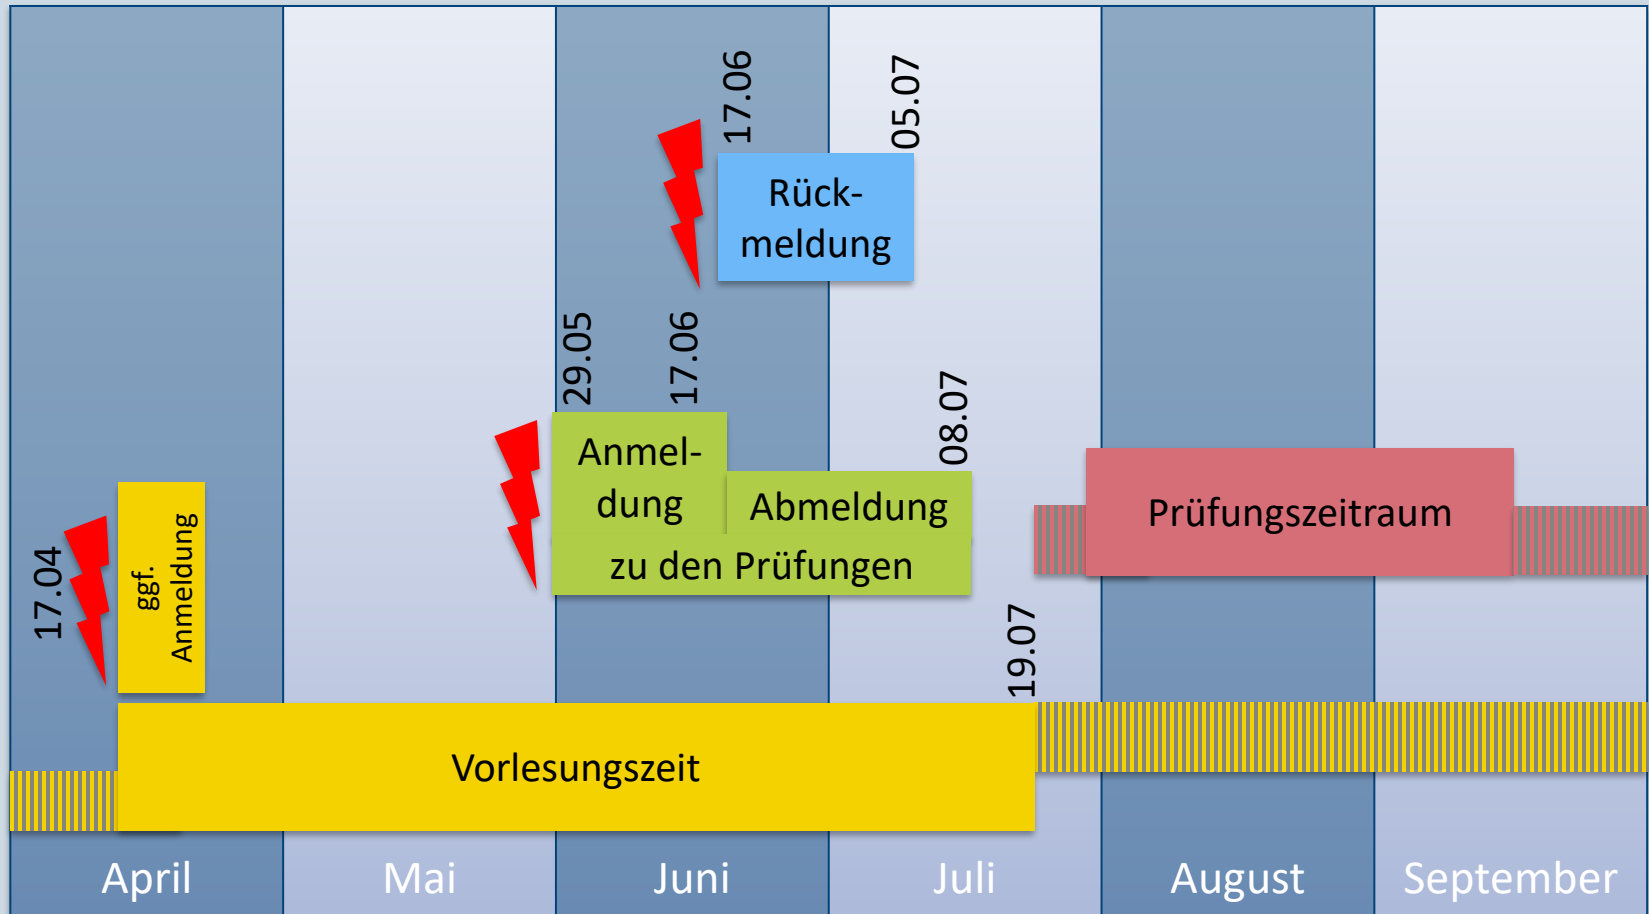 17.06
05.07
Rück-
meldung
29.05
17.06
08.07
Anmel-
dung
Abmeldung
zu den Prüfungen
Prüfungszeitraum
17.04
ggf.
Anmeldung
19.07
Vorlesungszeit
April
Mai
Juni
Juli
August
September